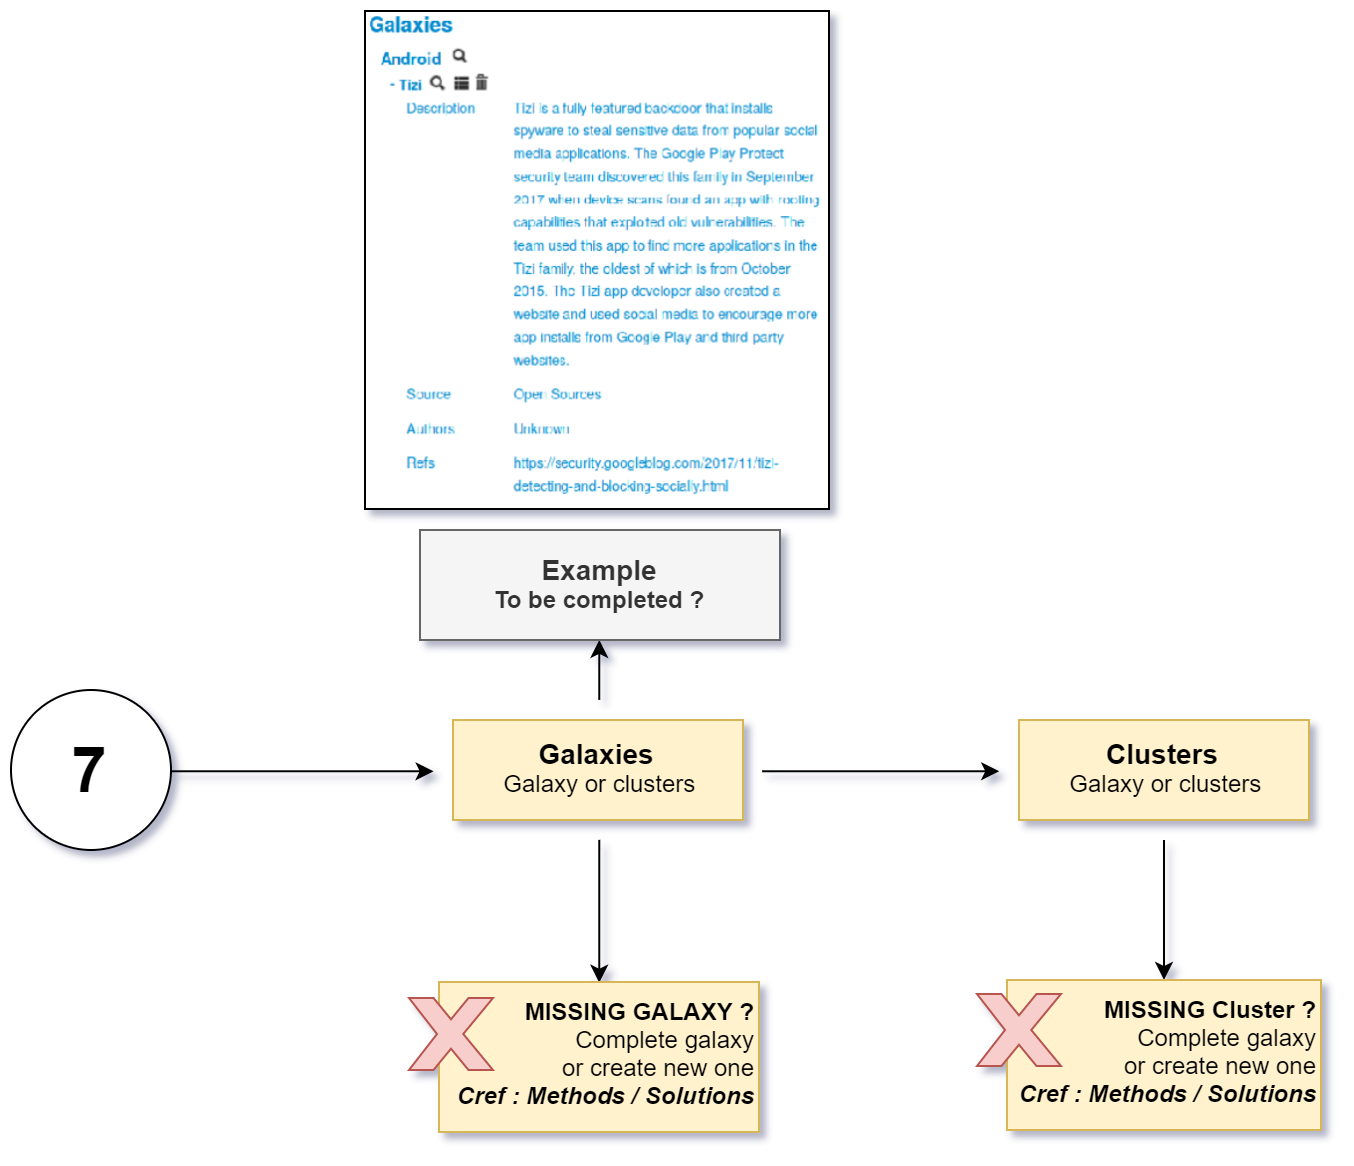 Galaxies
Android
- Tizi
Description
Tizi is a fully featured backdoor that installs
spyware to steal sensitive data from popular social
media applications. The Google Play Protect
security team discovered this family in September
2017 when device scans found an app with rooting
capabilities that exploited old vulnerabilities. The
team used this app to find more applications in the
Tizi family, the oldest of which is from October
2015. The Tizi app developer also created a
website and used social media to encourage more
app installs from Google Play and third-party
websites.
Source
Open Sources
Authors
Unknown
Refs
https://security.googleblog.com/2017/11/tizi-
detecting-and-blocking-socially.html
Example
To be completed ?
7
Galaxies
Galaxy or clusters
Clusters
Galaxy or clusters
MISSING GALAXY ?
Complete galaxy
or create new one
Cref : Methods / Solutions
MISSING Cluster ?
Complete galaxy
or create new one
Cref : Methods / Solutions